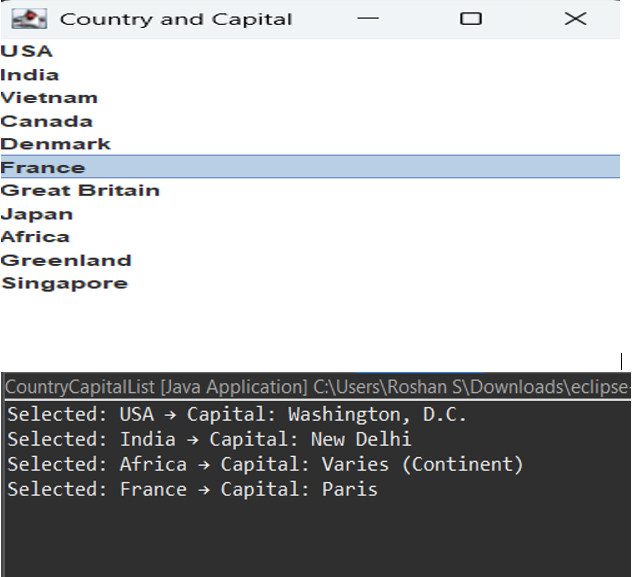 Country and Capital
USA
India
Vietnam
Canada
Denmark
France
Great Britain
Japan
Africa
Greenland
Singapore
CountryCapitalList [Java Application] C:\Users\Roshan S\Downloads\eclipse-
Selected: USA → Capital: Washington, D.C.
Selected: India → Capital: New Delhi
Selected: Africa → Capital: Varies (Continent)
Selected: France → Capital: Paris